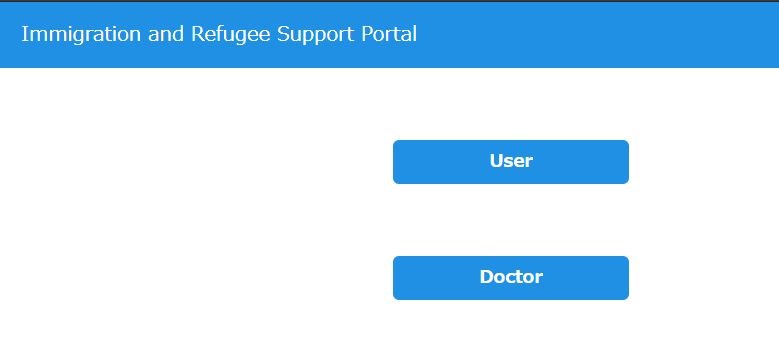 Immigration and Refugee Support Portal
User
Doctor